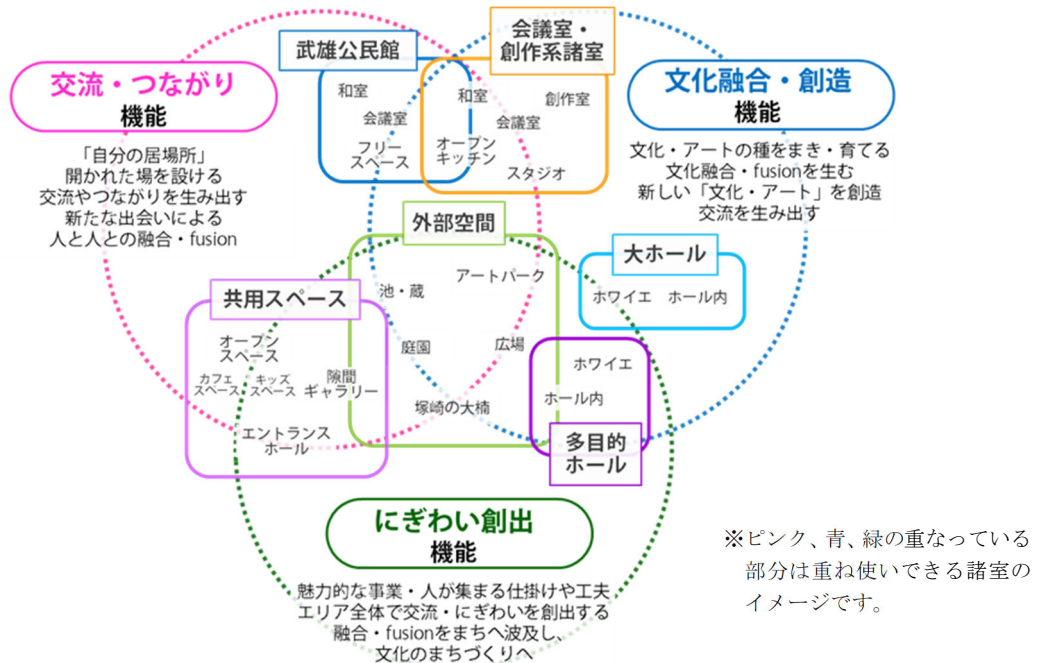 武雄公民館
会議室・
創作系諸室
交流・つながり
機能
文化融合・創造
機能
和室
会議室
フリー
スペース
和室
創作室
会議室
オープン
キッチン
スタジオ
「自分の居場所」
開かれた場を設ける
交流やつながりを生み出す
新たな出会いによる
人と人との融合・fusion
文化・アートの種をまき・育てる
文化融合・fusionを生む
新しい「文化・アート」を創造
交流を生み出す
外部空間
アートパーク
池・蔵
庭園
広場
塚崎の大楠
大ホール
ホワイエ
ホール内
共用スペース
オープン
スペース
カフェ
スペース
キッズ
スペース
隙間
ギャラリー
エントランス
ホール
ホワイエ
ホール内
多目的
ホール
にぎわい創出
機能
魅力的な事業・人が集まる仕掛けや工夫
エリア全体で交流・にぎわいを創出する
融合・fusionをまちへ波及し、
文化のまちづくりへ
※ピンク、青、緑の重なっている
部分は重ね使いできる諸室の
イメージです。